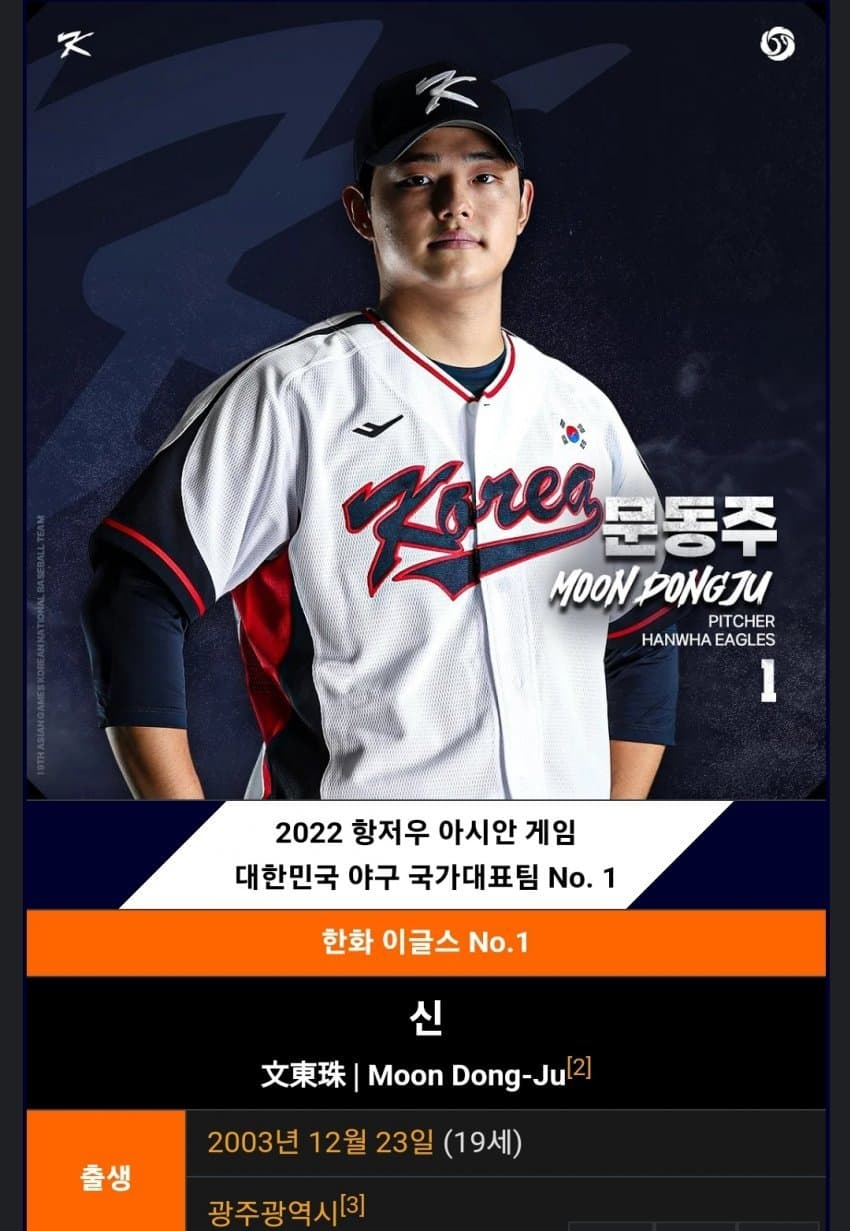 Korea
문동주
MOON DONGJU
PITCHER
HANWHA EAGLES
1
19TH ASIAN GAMES KOREAN NATIONAL BASEBALL TEAM
2022 항저우 아시안 게임
대한민국 야구 국가대표팀 No. 1
한화 이글스 No.1
신
文東珠 | Moon Dong-Ju[2]
출생
2003년 12월 23일 (19세)
광주광역시[3]